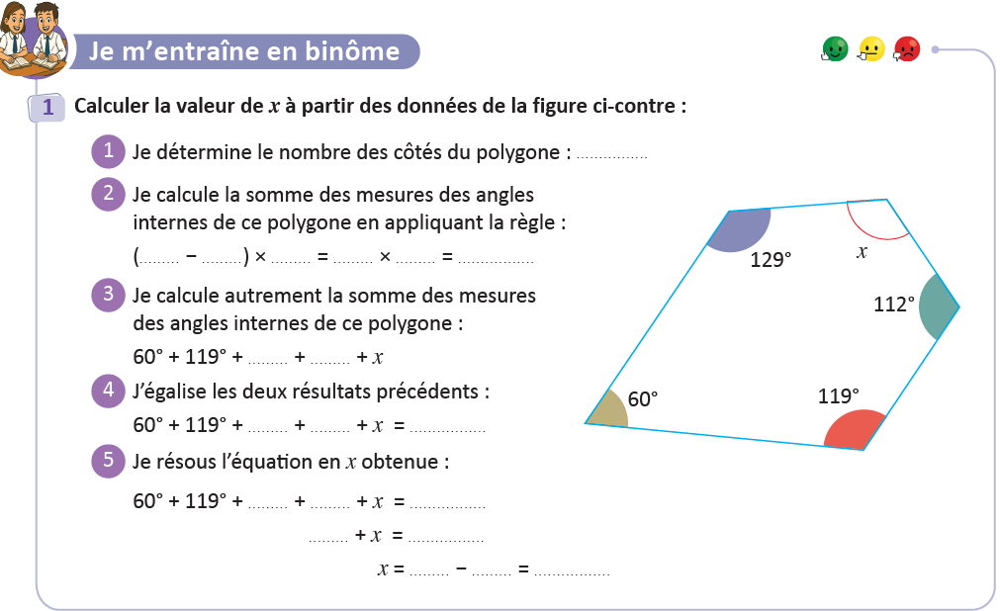 Je m'entraîne en binôme
1 Calculer la valeur de x à partir des données de la figure ci-contre :
1 Je détermine le nombre des côtés du polygone : ................
2 Je calcule la somme des mesures des angles
internes de ce polygone en appliquant la règle :
(......... − .........) × ......... = ......... × ......... = .................
3 Je calcule autrement la somme des mesures
des angles internes de ce polygone :
60° + 119° + ......... + ......... + x
4 J'égalise les deux résultats précédents :
60° + 119° + ......... + ......... + x = .................
5 Je résous l'équation en x obtenue :
60° + 119° + ......... + ......... + x = .................
......... + x = .................
x = ......... − ......... = .................
129°
x
112°
60°
119°